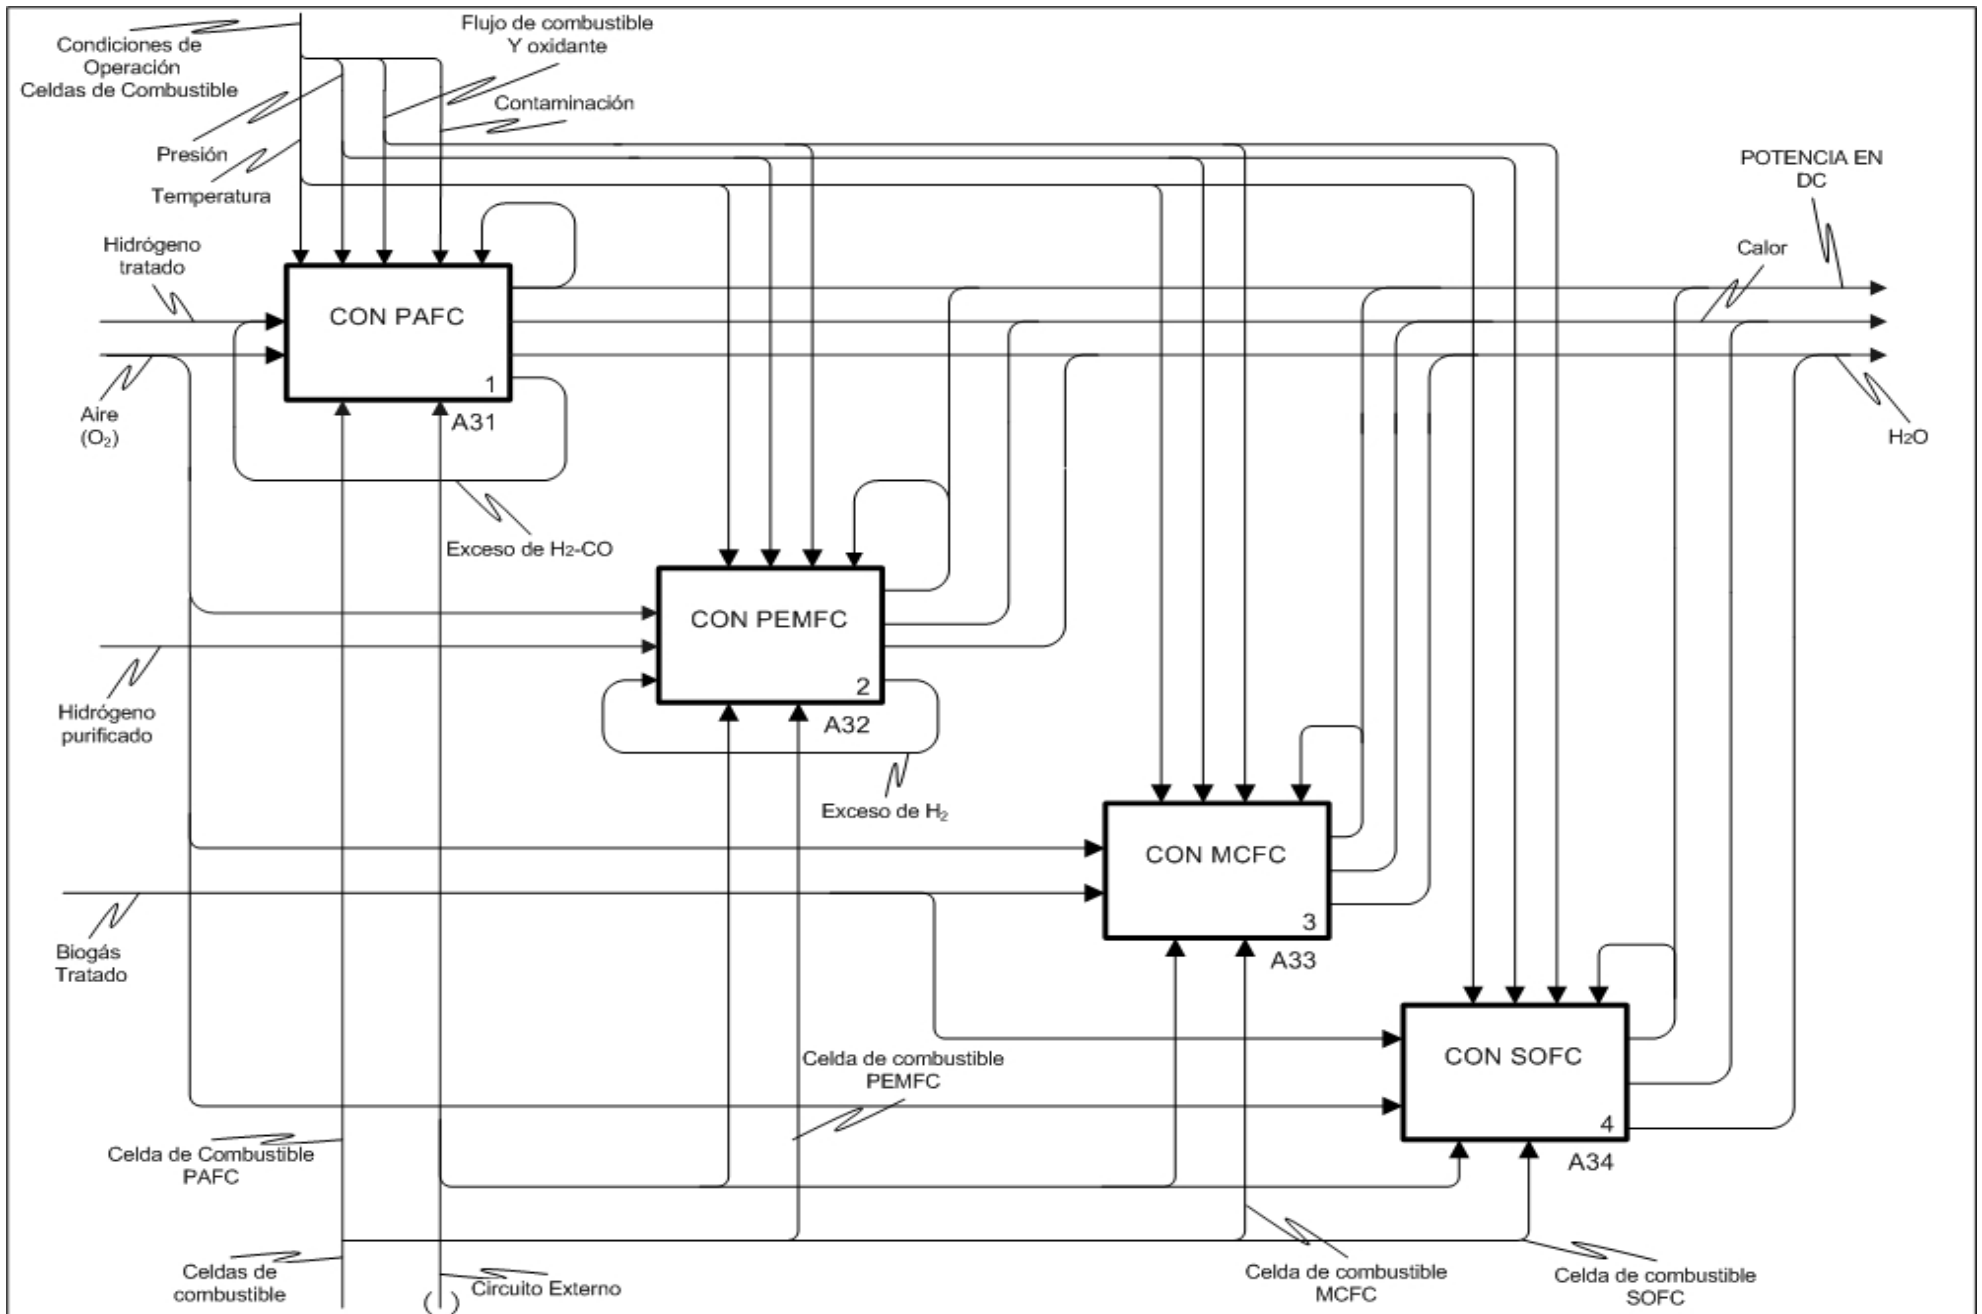 Condiciones de
Operación
Celdas de Combustible
Flujo de combustible
Y oxidante
Contaminación
Presión
Temperatura
POTENCIA EN
DC
Calor
Hidrógeno
tratado
CON PAFC
1
A31
Aire
(O₂)
H2O
Exceso de H2-CO
CON PEMFC
2
A32
Hidrógeno
purificado
Exceso de H₂
CON MCFC
3
A33
Biogás
Tratado
CON SOFC
4
A34
Celda de combustible
PEMFC
Celda de Combustible
PAFC
Celdas de
combustible
Circuito Externo
( )
Celda de combustible
MCFC
Celda de combustible
SOFC